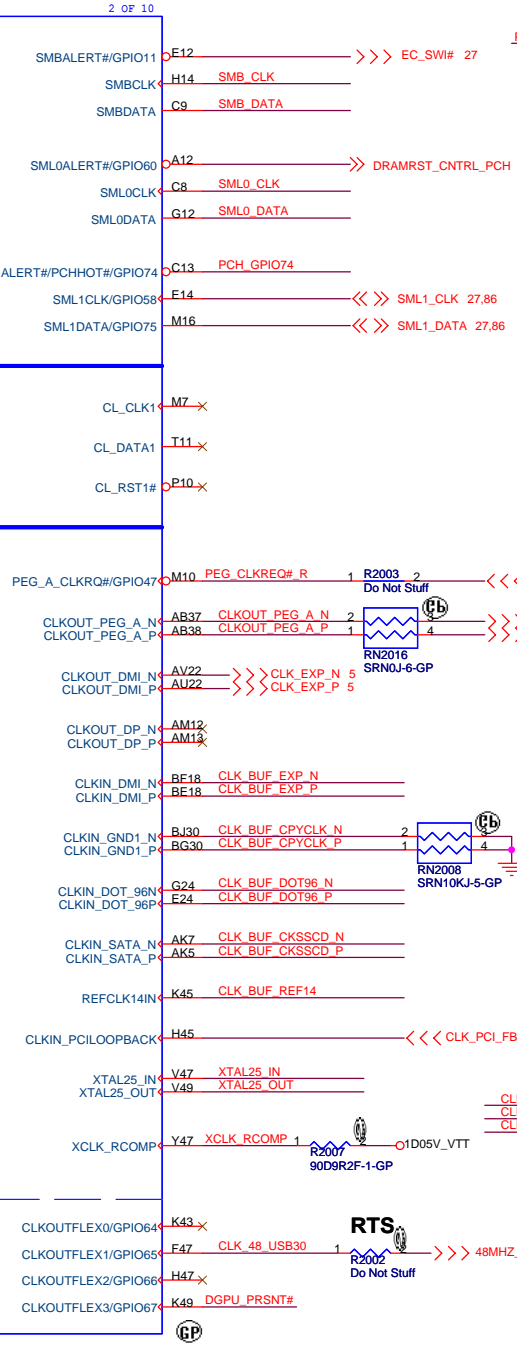 2 OF 10
SMBALERT#/GPIO11 E12 EC_SWI# 27
SMBCLK H14 SMB_CLK
SMBDATA C9 SMB_DATA
SML0ALERT#/GPIO60 A12 DRAMRST_CNTRL_PCH
SML0CLK C8 SML0_CLK
SML0DATA G12 SML0_DATA
ALERT#/PCHHOT#/GPIO74 C13 PCH_GPIO74
SML1CLK/GPIO58 E14 SML1_CLK 27,86
SML1DATA/GPIO75 M16 SML1_DATA 27,86
CL_CLK1 M7
CL_DATA1 T11
CL_RST1# P10
PEG_A_CLKRQ#/GPIO47 M10 PEG_CLKREQ#_R 1 R2003 2
Do Not Stuff
CLKOUT_PEG_A_N AB37 CLKOUT_PEG_A_N 2 3
CLKOUT_PEG_A_P AB38 CLKOUT_PEG_A_P 1 4
RN2016
SRN0J-6-GP
CLKOUT_DMI_N AV22 CLK_EXP_N 5
CLKOUT_DMI_P AU22 CLK_EXP_P 5
CLKOUT_DP_N AM12
CLKOUT_DP_P AM13
CLKIN_DMI_N BF18 CLK_BUF_EXP_N
CLKIN_DMI_P BE18 CLK_BUF_EXP_P
CLKIN_GND1_N BJ30 CLK_BUF_CPYCLK_N 2 3
CLKIN_GND1_P BG30 CLK_BUF_CPYCLK_P 1 4
RN2008
SRN10KJ-5-GP
CLKIN_DOT_96N G24 CLK_BUF_DOT96_N
CLKIN_DOT_96P E24 CLK_BUF_DOT96_P
CLKIN_SATA_N AK7 CLK_BUF_CKSSCD_N
CLKIN_SATA_P AK5 CLK_BUF_CKSSCD_P
REFCLK14IN K45 CLK_BUF_REF14
CLKIN_PCILOOPBACK H45 CLK_PCI_FB
XTAL25_IN V47 XTAL25_IN
XTAL25_OUT V49 XTAL25_OUT
CL
CL
CL
XCLK_RCOMP Y47 XCLK_RCOMP 1 R2007 2 1D05V_VTT
90D9R2F-1-GP
CLKOUTFLEX0/GPIO64 K43
RTS
CLKOUTFLEX1/GPIO65 F47 CLK_48_USB30 1 R2002 2 48MHZ_
Do Not Stuff
CLKOUTFLEX2/GPIO66 H47
CLKOUTFLEX3/GPIO67 K49 DGPU_PRSNT#
GP